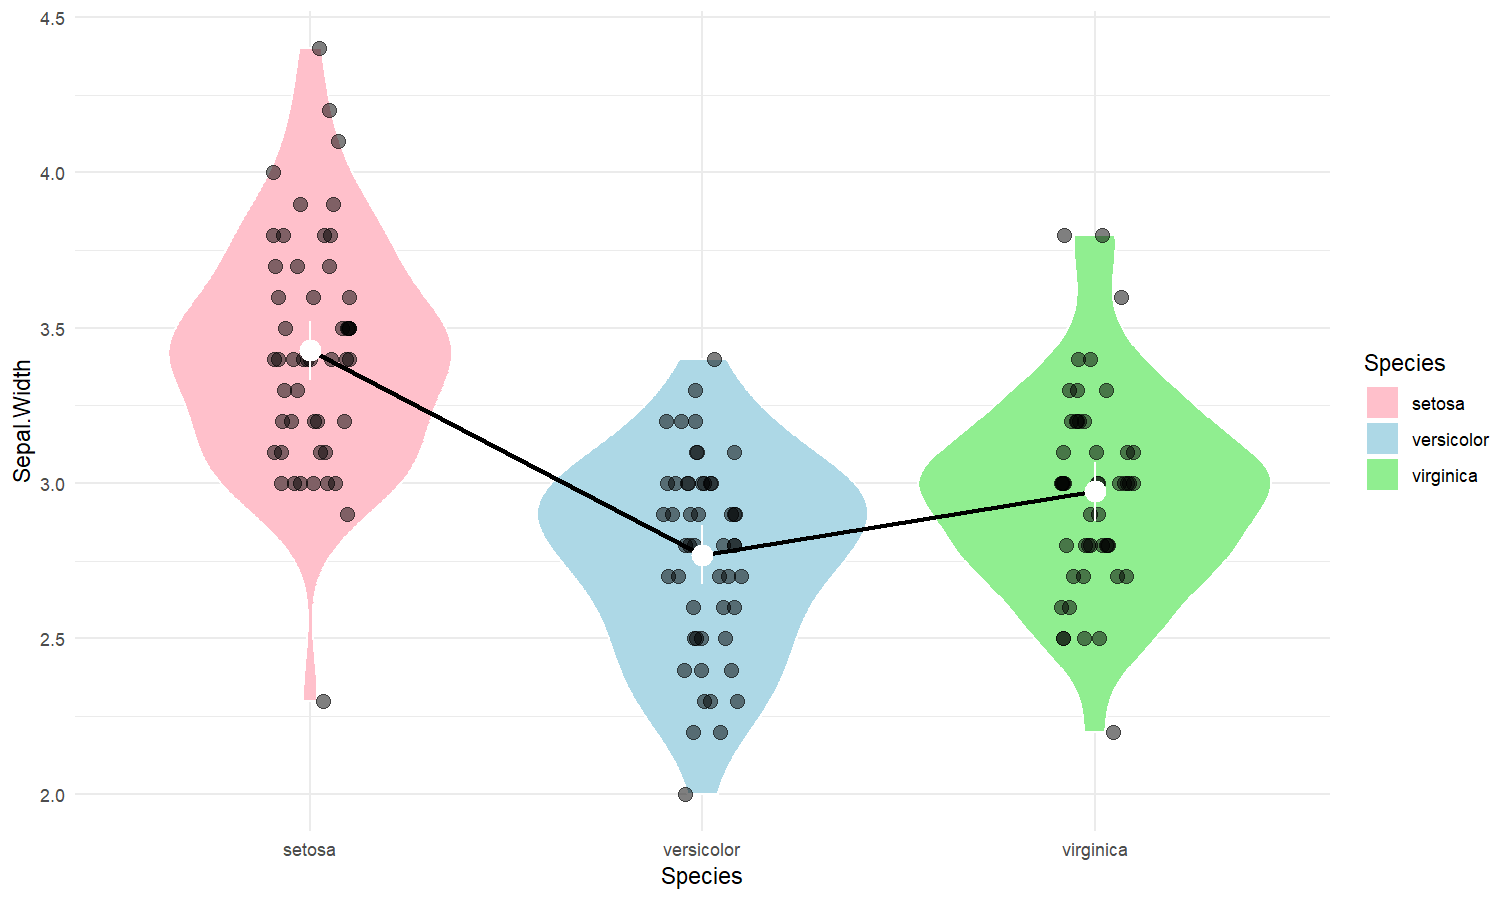 4.5
4.0
3.5
3.0
2.5
2.0
Sepal.Width
setosa
versicolor
virginica
Species
Species
setosa
versicolor
virginica